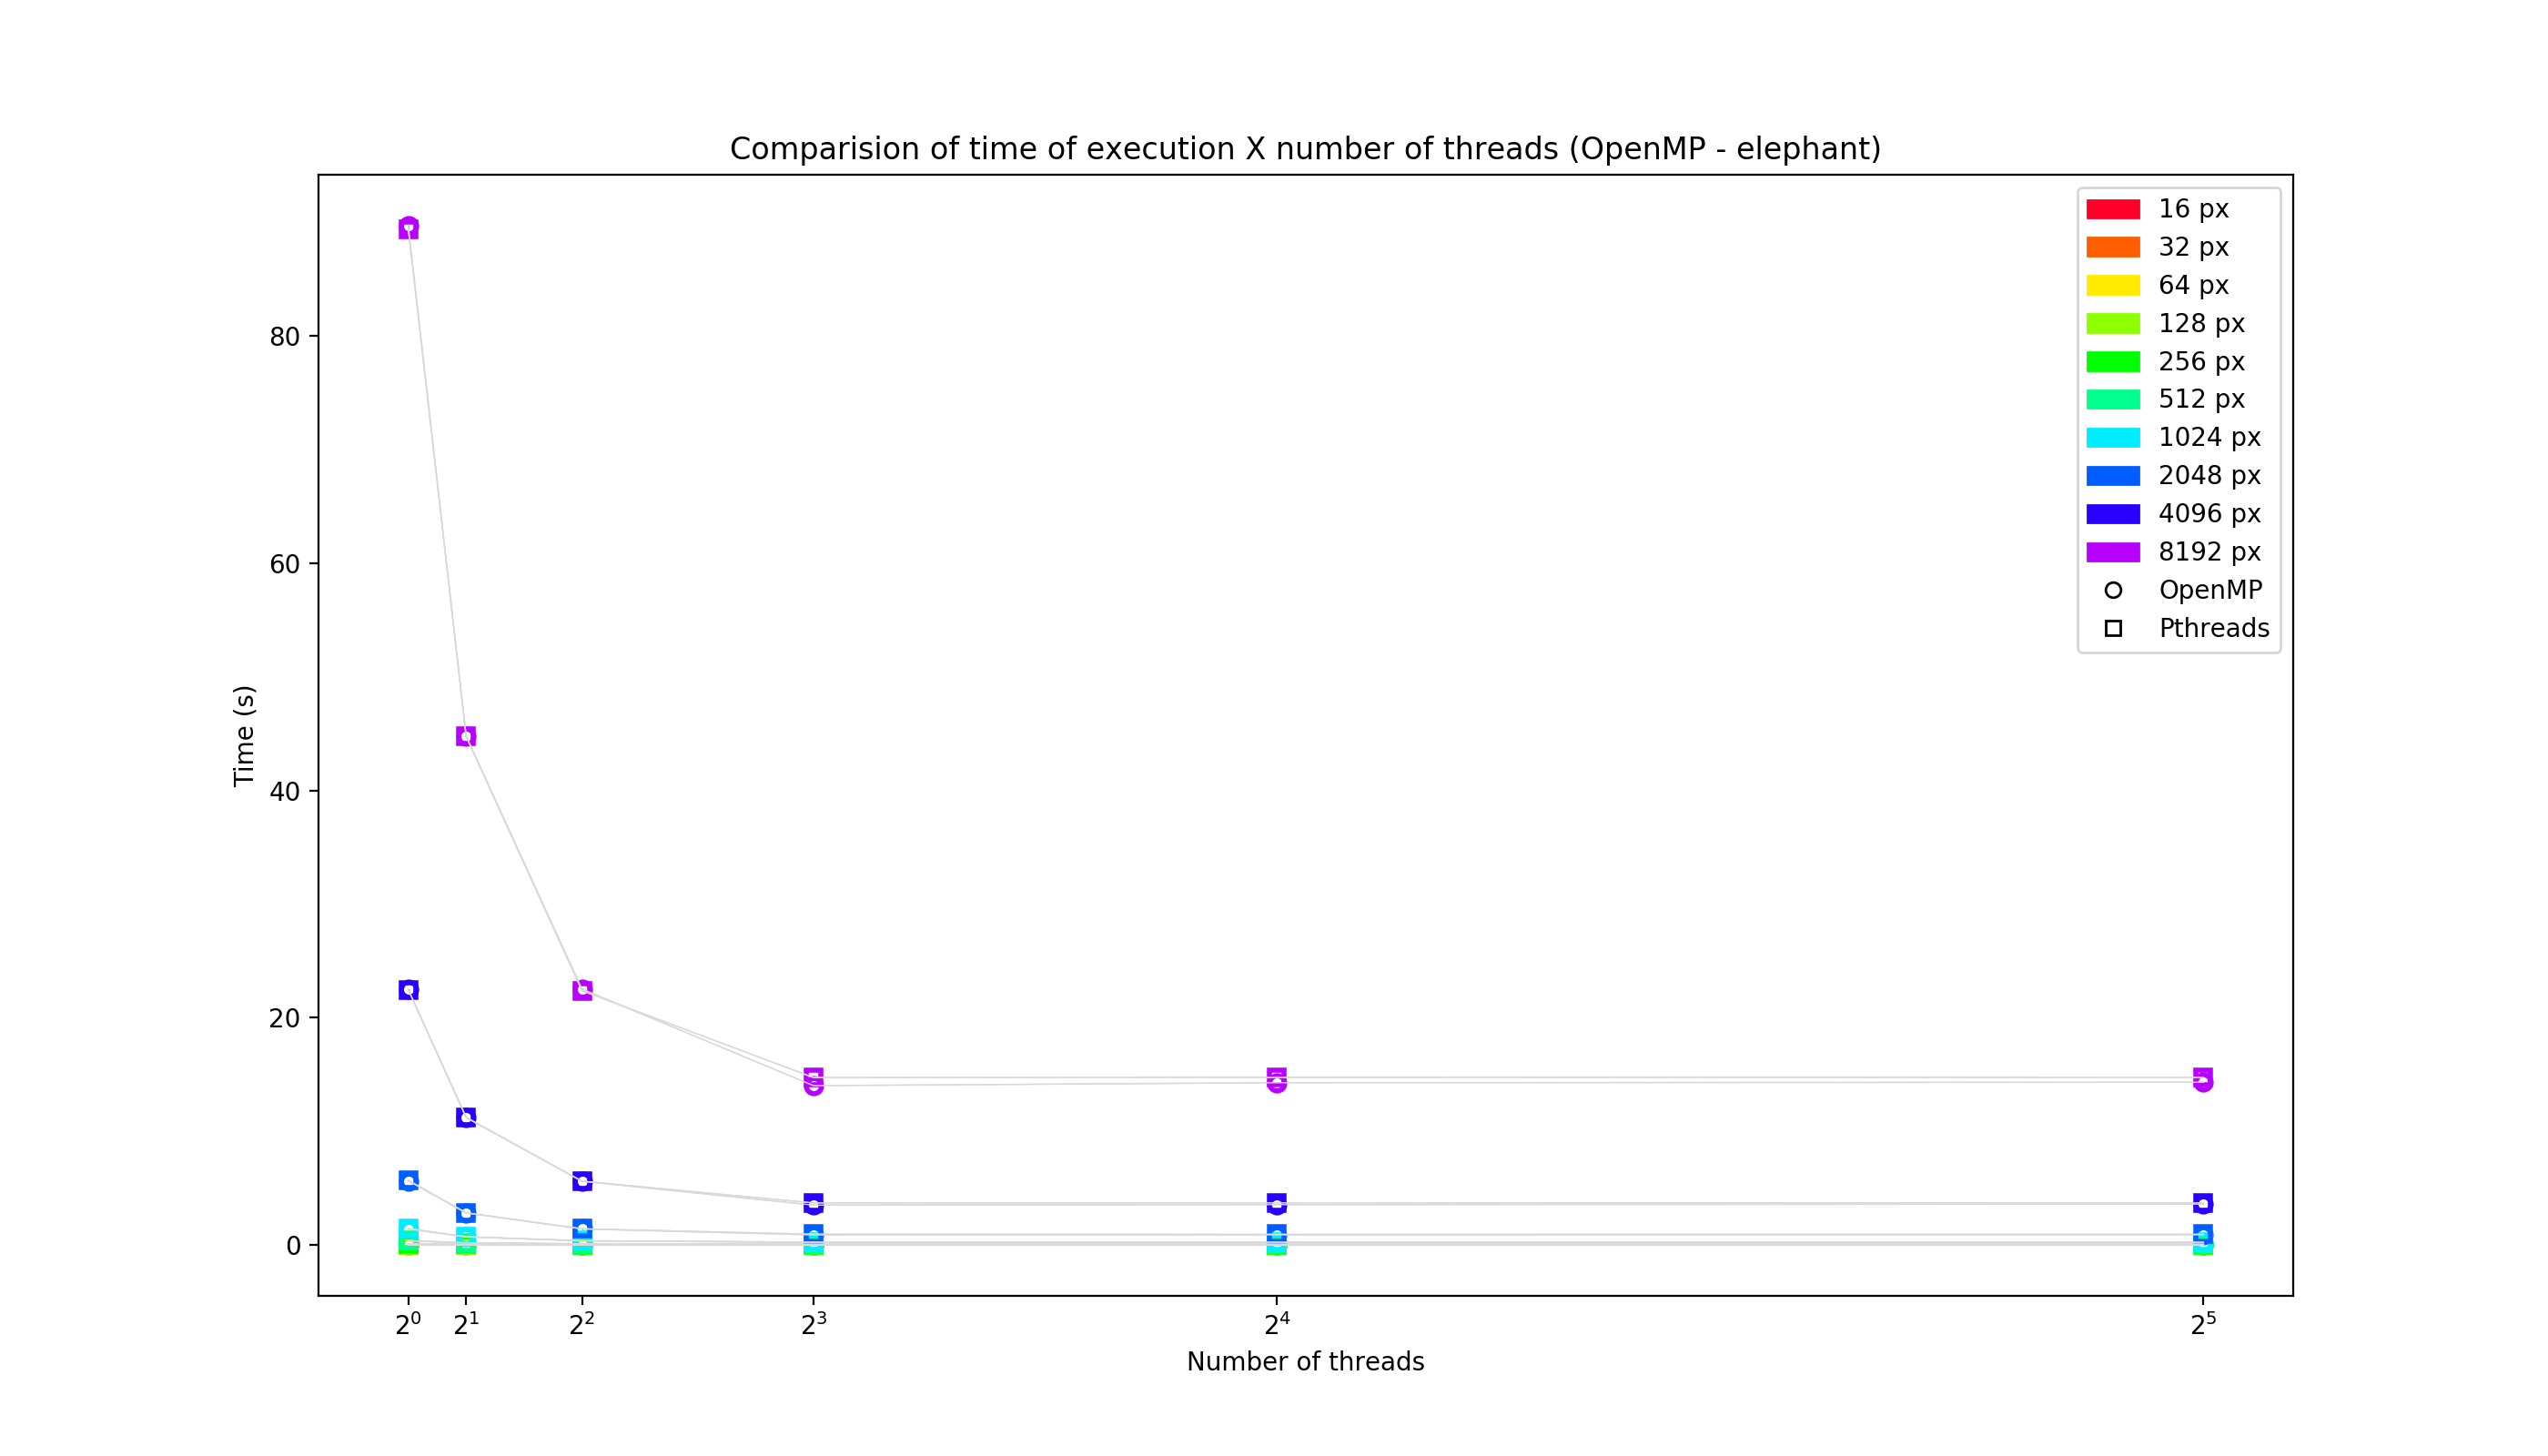 Comparision of time of execution X number of threads (OpenMP - elephant)
16 px
32 px
64 px
128 px
256 px
512 px
1024 px
2048 px
4096 px
8192 px
OpenMP
Pthreads
80
60
40
20
0
Time (s)
2⁰ 2¹ 2² 2³ 2⁴ 2⁵
Number of threads